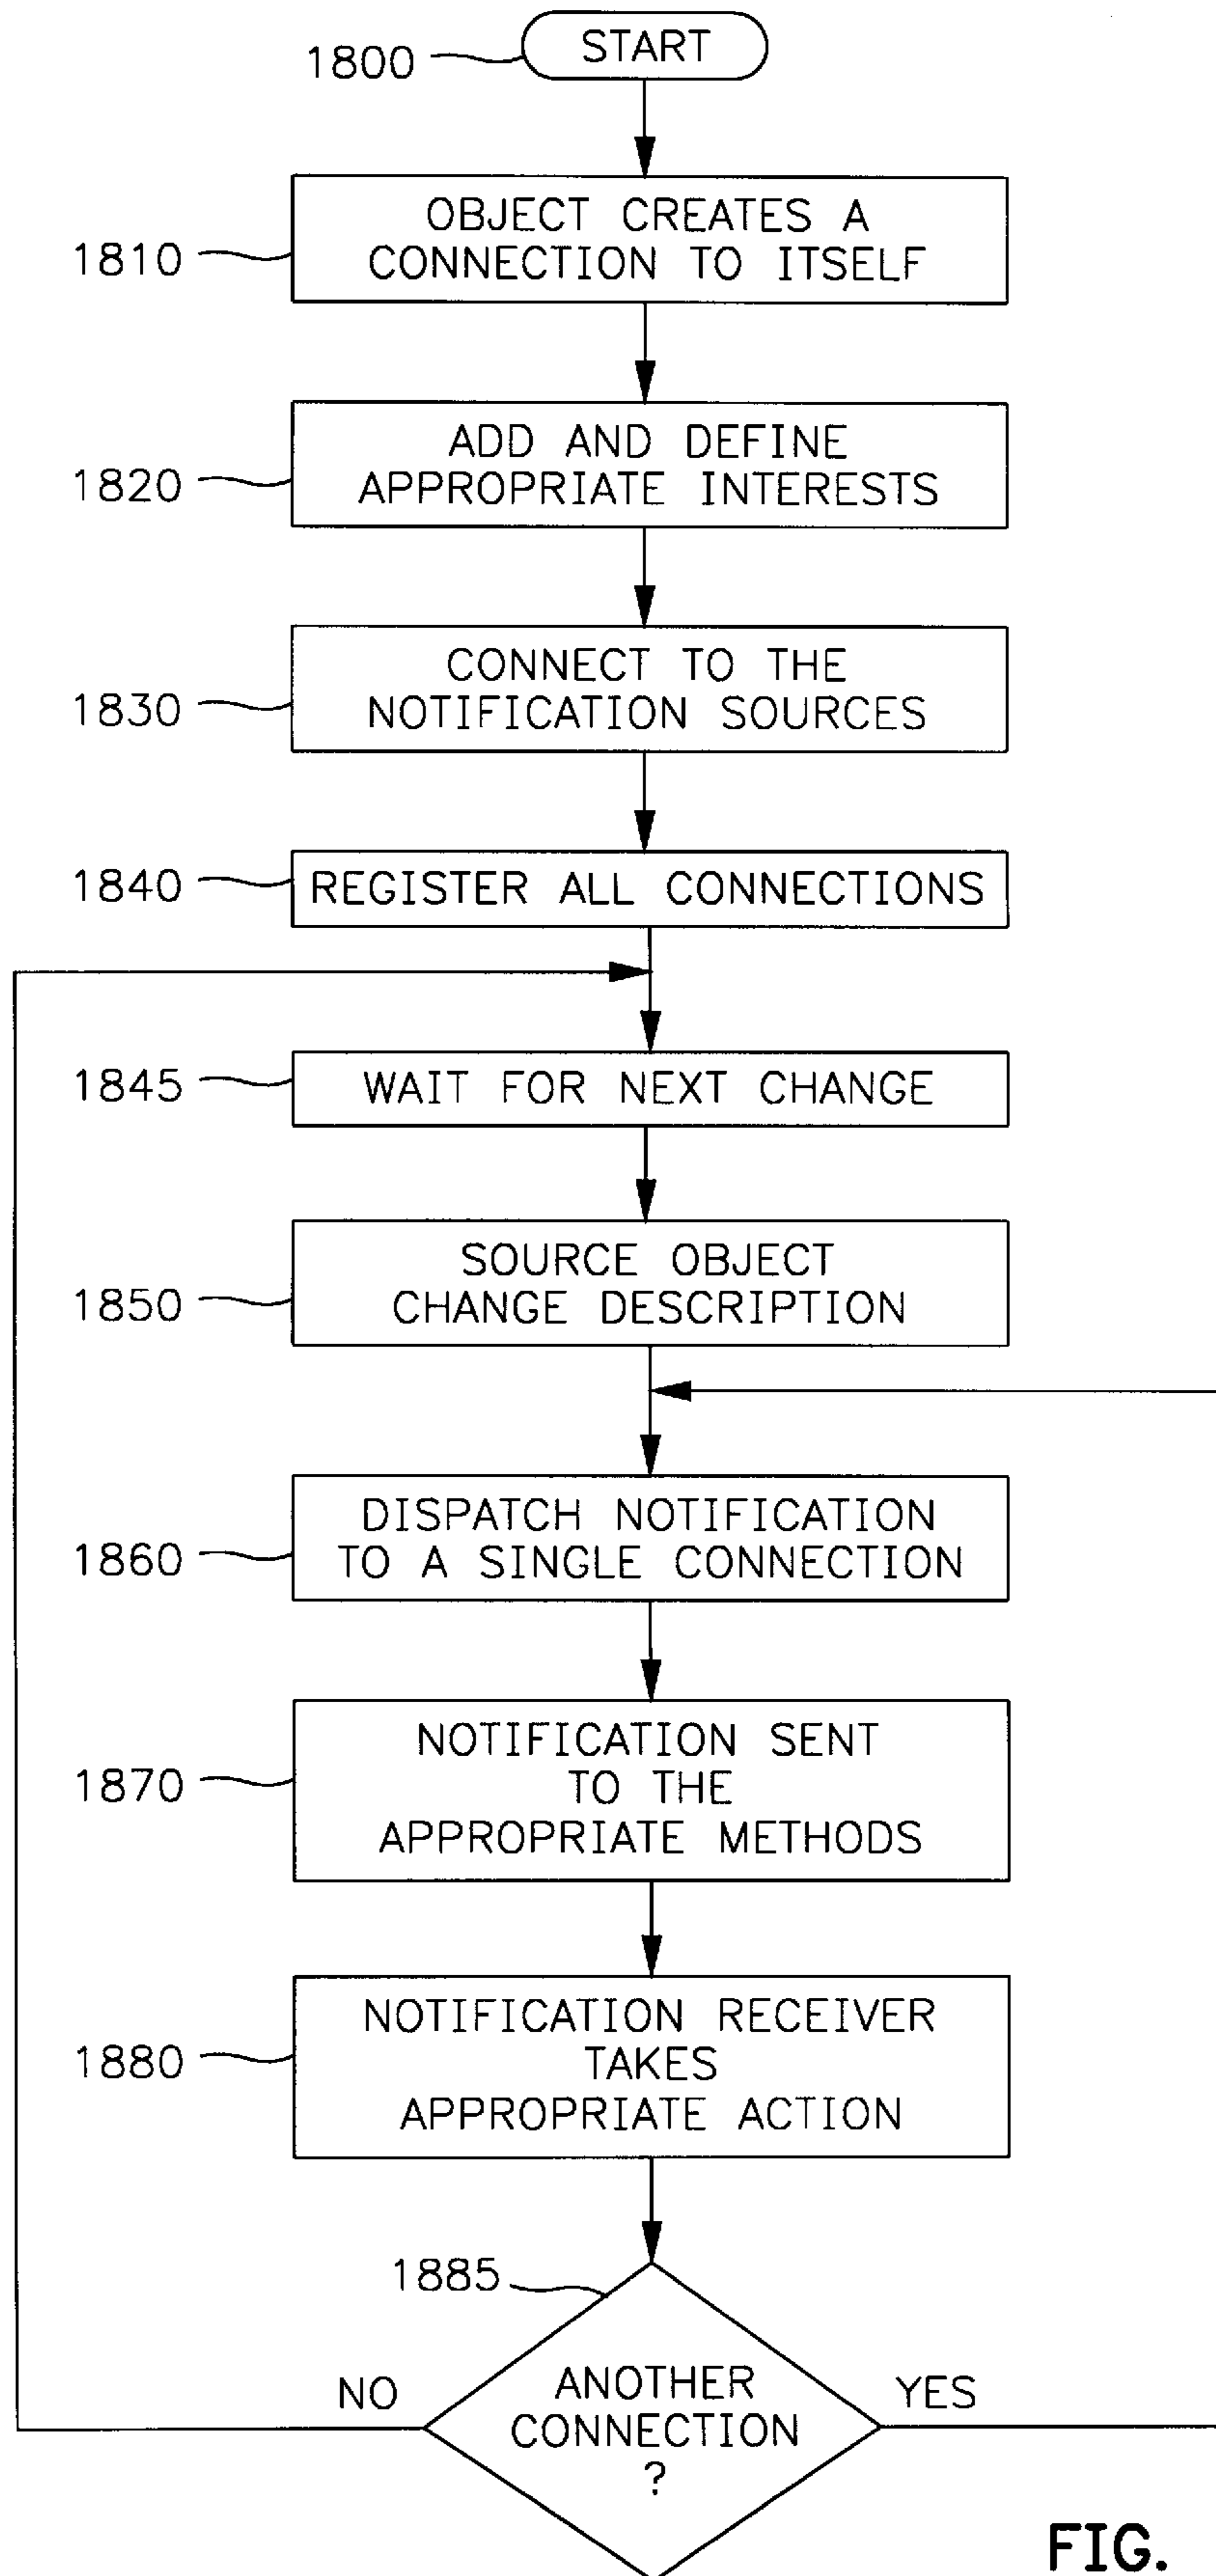 START
1800
OBJECT CREATES A
CONNECTION TO ITSELF
1810
ADD AND DEFINE
APPROPRIATE INTERESTS
1820
CONNECT TO THE
NOTIFICATION SOURCES
1830
REGISTER ALL CONNECTIONS
1840
WAIT FOR NEXT CHANGE
1845
SOURCE OBJECT
CHANGE DESCRIPTION
1850
DISPATCH NOTIFICATION
TO A SINGLE CONNECTION
1860
NOTIFICATION SENT
TO THE
APPROPRIATE METHODS
1870
NOTIFICATION RECEIVER
TAKES
APPROPRIATE ACTION
1880
1885
ANOTHER
CONNECTION
?
NO
YES
FIG.